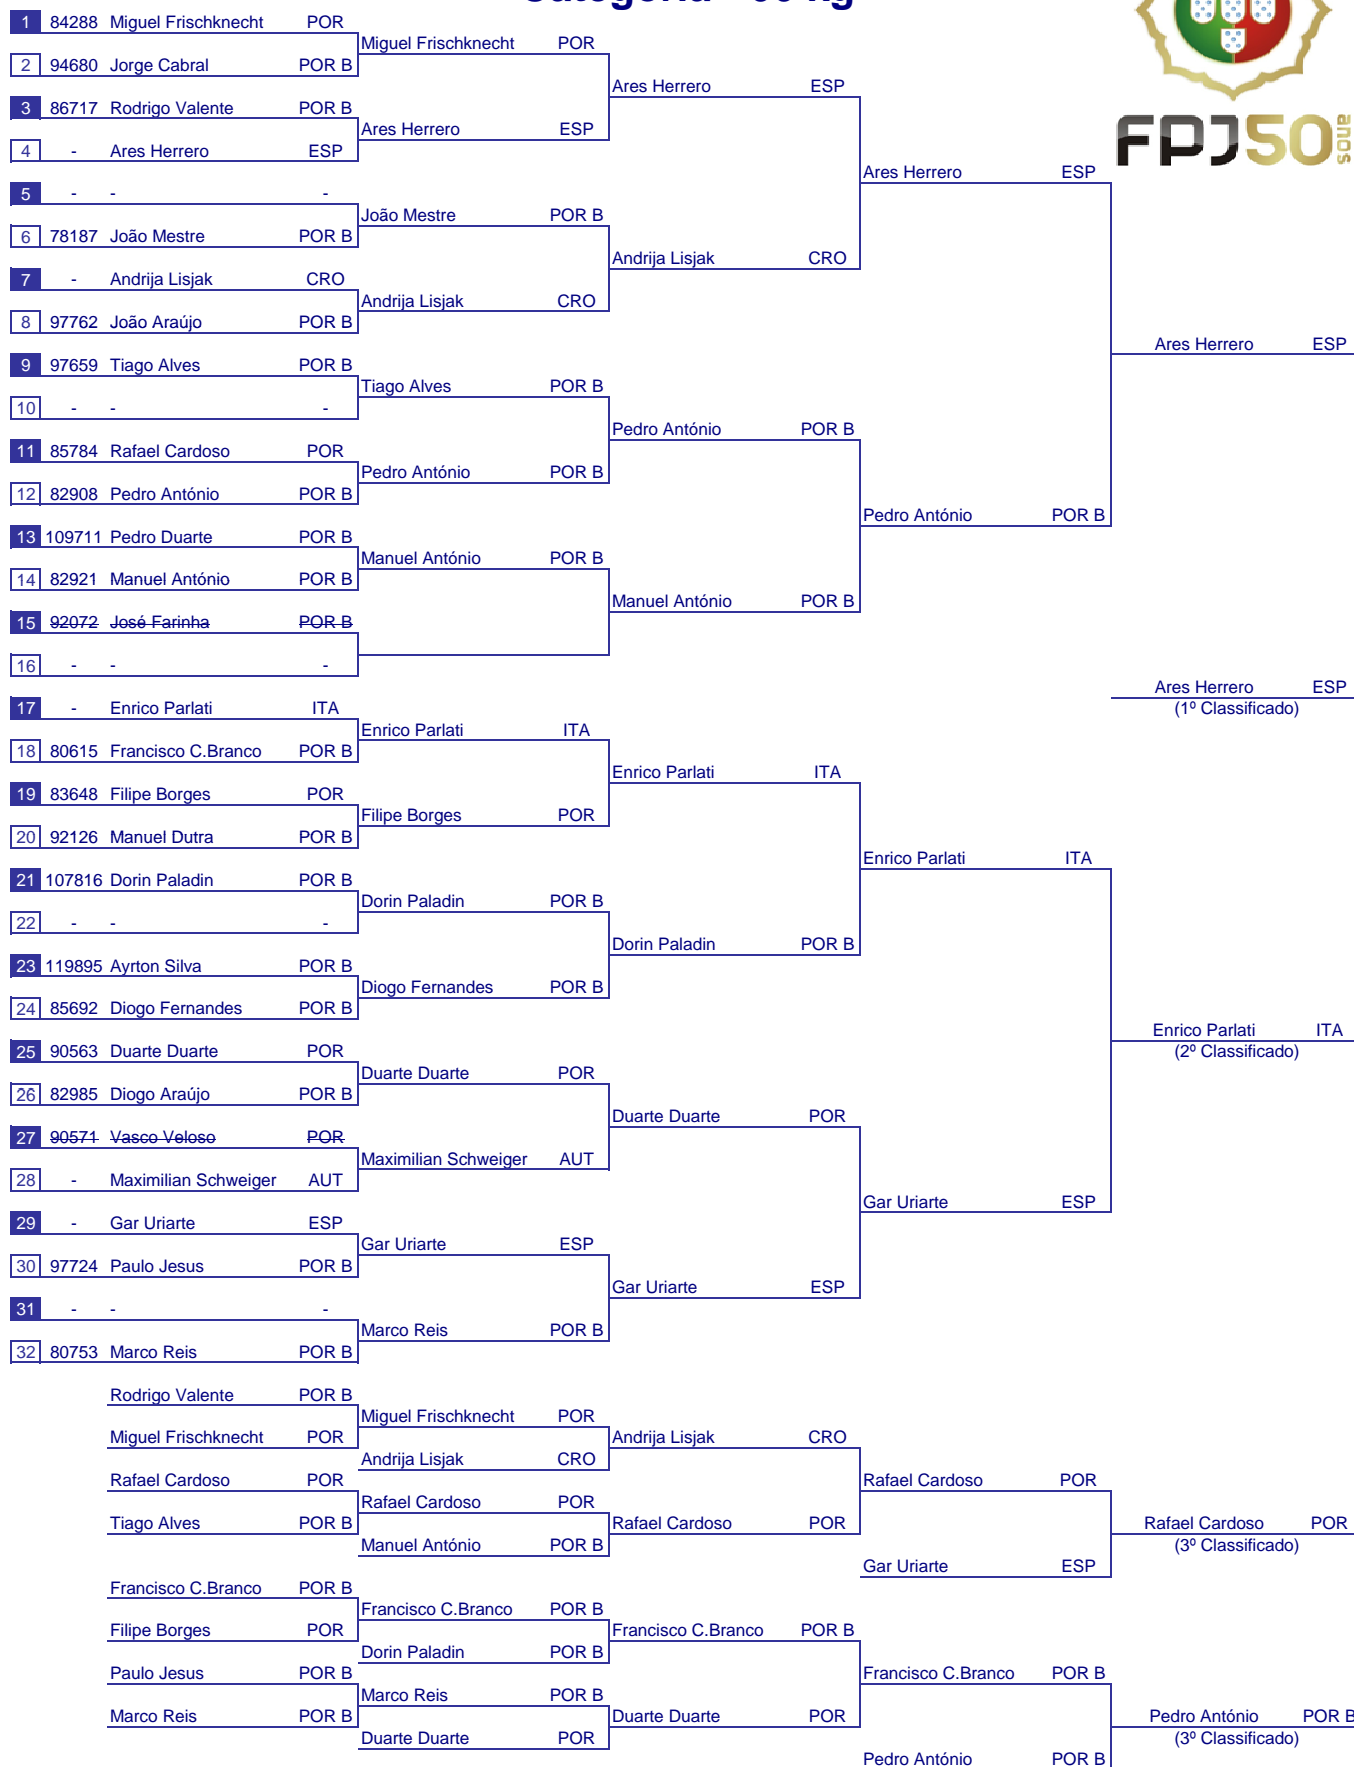 1 84288 Miguel Frischknecht POR
Miguel Frischknecht POR
2 94680 Jorge Cabral POR B
Ares Herrero ESP
3 86717 Rodrigo Valente POR B
Ares Herrero ESP
4 - Ares Herrero ESP
FPJ50 anos
Ares Herrero ESP
5 - - -
João Mestre POR B
6 78187 João Mestre POR B
Andrija Lisjak CRO
7 - Andrija Lisjak CRO
Andrija Lisjak CRO
8 97762 João Araújo POR B
Ares Herrero ESP
9 97659 Tiago Alves POR B
Tiago Alves POR B
10 - - -
Pedro António POR B
11 85784 Rafael Cardoso POR
Pedro António POR B
12 82908 Pedro António POR B
Pedro António POR B
13 109711 Pedro Duarte POR B
Manuel António POR B
14 82921 Manuel António POR B
Manuel António POR B
15 92072 José Farinha POR B
16 - - -
Ares Herrero ESP
(1º Classificado)
17 - Enrico Parlati ITA
Enrico Parlati ITA
18 80615 Francisco C.Branco POR B
Enrico Parlati ITA
19 83648 Filipe Borges POR
Filipe Borges POR
20 92126 Manuel Dutra POR B
Enrico Parlati ITA
21 107816 Dorin Paladin POR B
Dorin Paladin POR B
22 - - -
Dorin Paladin POR B
23 119895 Ayrton Silva POR B
Diogo Fernandes POR B
24 85692 Diogo Fernandes POR B
Enrico Parlati ITA
(2º Classificado)
25 90563 Duarte Duarte POR
Duarte Duarte POR
26 82985 Diogo Araújo POR B
Duarte Duarte POR
27 90571 Vasco Veloso POR
Maximilian Schweiger AUT
28 - Maximilian Schweiger AUT
Gar Uriarte ESP
29 - Gar Uriarte ESP
Gar Uriarte ESP
30 97724 Paulo Jesus POR B
Gar Uriarte ESP
31 - - -
Marco Reis POR B
32 80753 Marco Reis POR B
Rodrigo Valente POR B
Miguel Frischknecht POR
Miguel Frischknecht POR
Andrija Lisjak CRO
Andrija Lisjak CRO
Rafael Cardoso POR
Rafael Cardoso POR
Rafael Cardoso POR
Tiago Alves POR B
Rafael Cardoso POR
Rafael Cardoso POR
(3º Classificado)
Manuel António POR B
Gar Uriarte ESP
Francisco C.Branco POR B
Francisco C.Branco POR B
Filipe Borges POR
Francisco C.Branco POR B
Dorin Paladin POR B
Paulo Jesus POR B
Francisco C.Branco POR B
Marco Reis POR B
Marco Reis POR B
Duarte Duarte POR
Pedro António POR B
(3º Classificado)
Duarte Duarte POR
Pedro António POR B